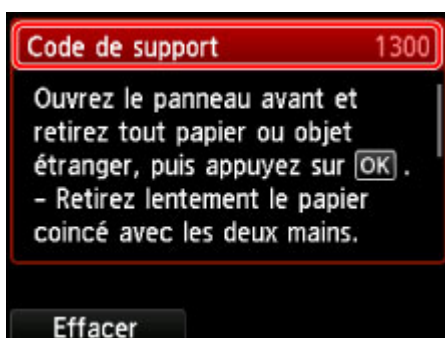 Code de support 1300
Ouvrez le panneau avant et
retirez tout papier ou objet
étranger, puis appuyez sur OK .
– Retirez lentement le papier
coincé avec les deux mains.
Effacer